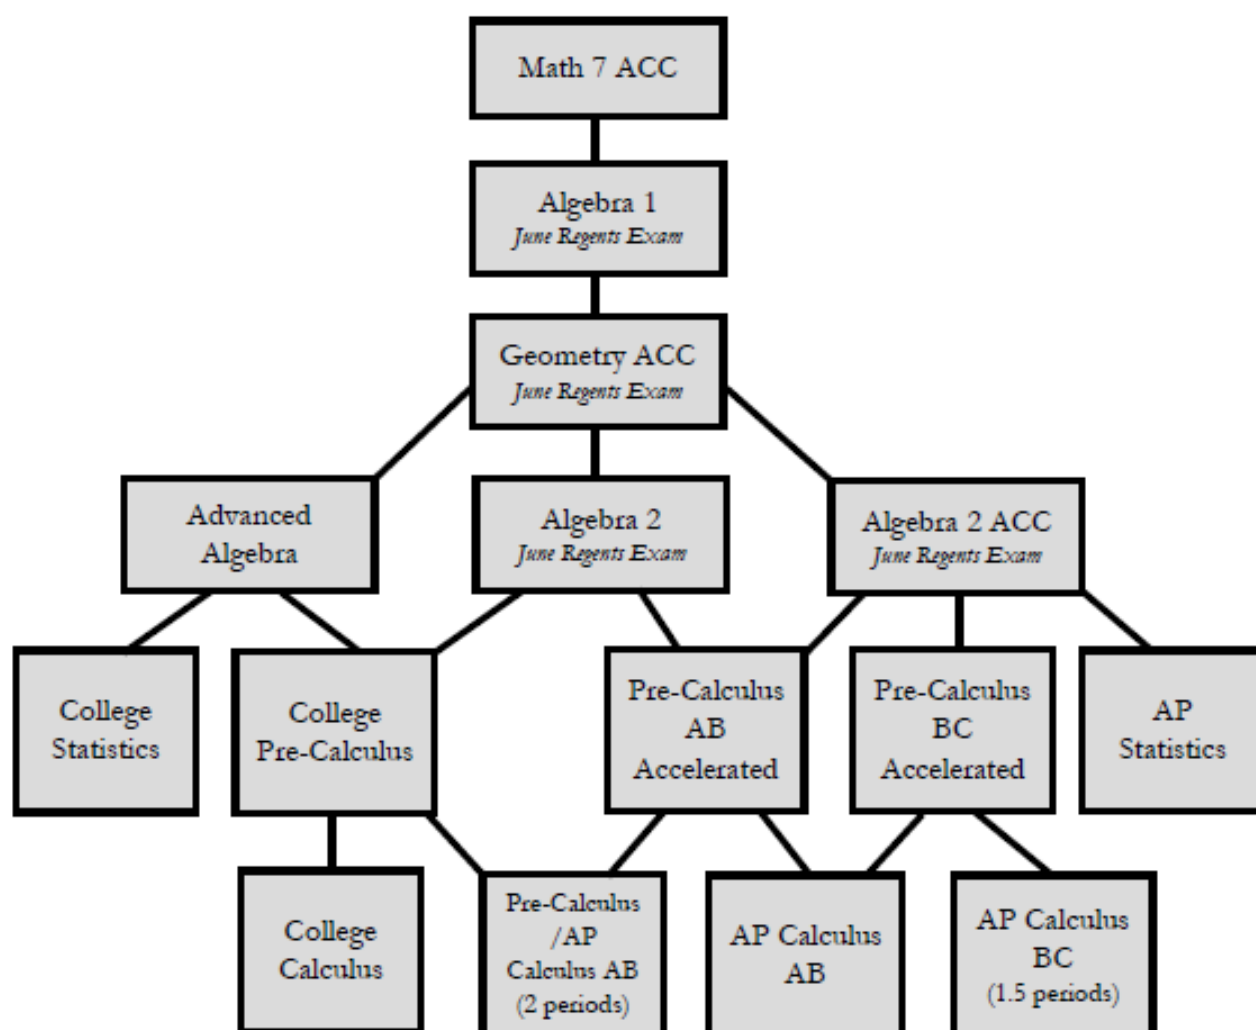 Math 7 ACC
Algebra 1
June Regents Exam
Geometry ACC
June Regents Exam
Advanced
Algebra
Algebra 2
June Regents Exam
Algebra 2 ACC
June Regents Exam
College
Statistics
College
Pre-Calculus
Pre-Calculus
AB
Accelerated
Pre-Calculus
BC
Accelerated
AP
Statistics
College
Calculus
Pre-Calculus
/AP
Calculus AB
(2 periods)
AP Calculus
AB
AP Calculus
BC
(1.5 periods)